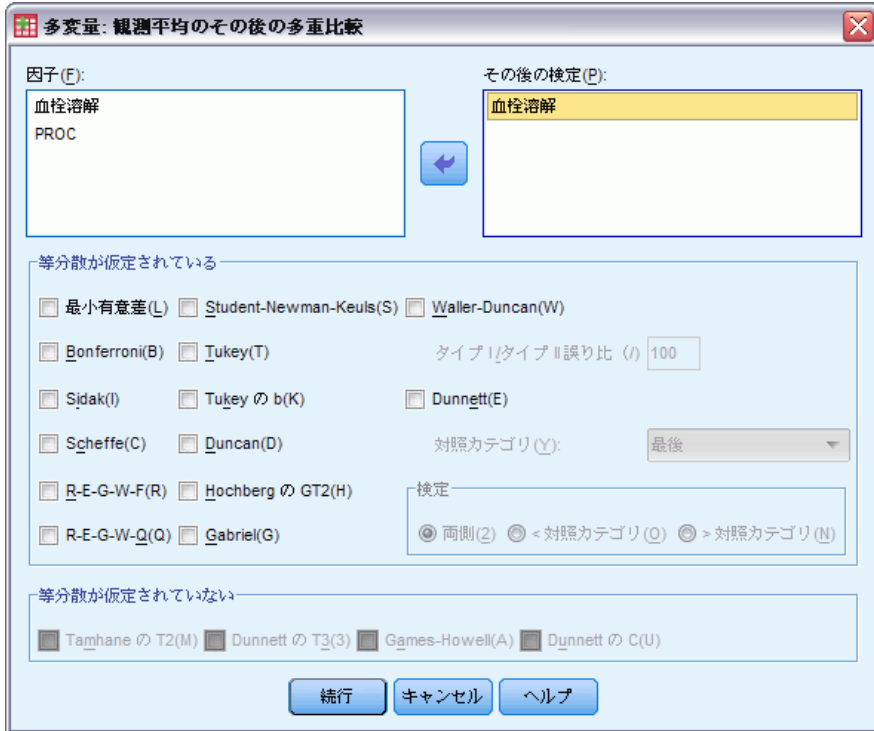 多変量: 観測平均のその後の多重比較
因子(F):
血栓溶解
PROC
その後の検定(P):
血栓溶解
等分散が仮定されている
最小有意差(L) Student-Newman-Keuls(S) Waller-Duncan(W)
Bonferroni(B) Tukey(T) タイプ I/タイプ II誤り比 (/) 100
Sidak(I) Tukey の b(K) Dunnett(E)
Scheffe(C) Duncan(D) 対照カテゴリ(Y): 最後
R-E-G-W-F(R) Hochberg の GT2(H) 検定
R-E-G-W-Q(Q) Gabriel(G) 両側(2) < 対照カテゴリ(O) > 対照カテゴリ(N)
等分散が仮定されていない
Tamhane の T2(M) Dunnett の T3(3) Games-Howell(A) Dunnett の C(U)
続行 キャンセル ヘルプ